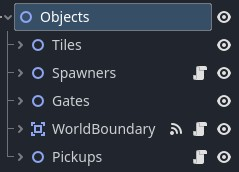 Objects
Tiles
Spawners
Gates
WorldBoundary
Pickups